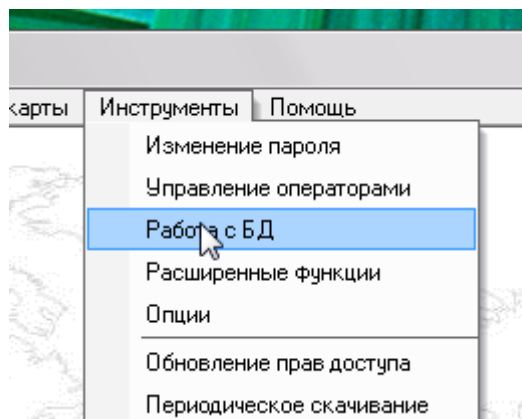 карты Инструменты Помощь
Изменение пароля
Управление операторами
Работа с БД
Расширенные функции
Опции
Обновление прав доступа
Периодическое скачивание